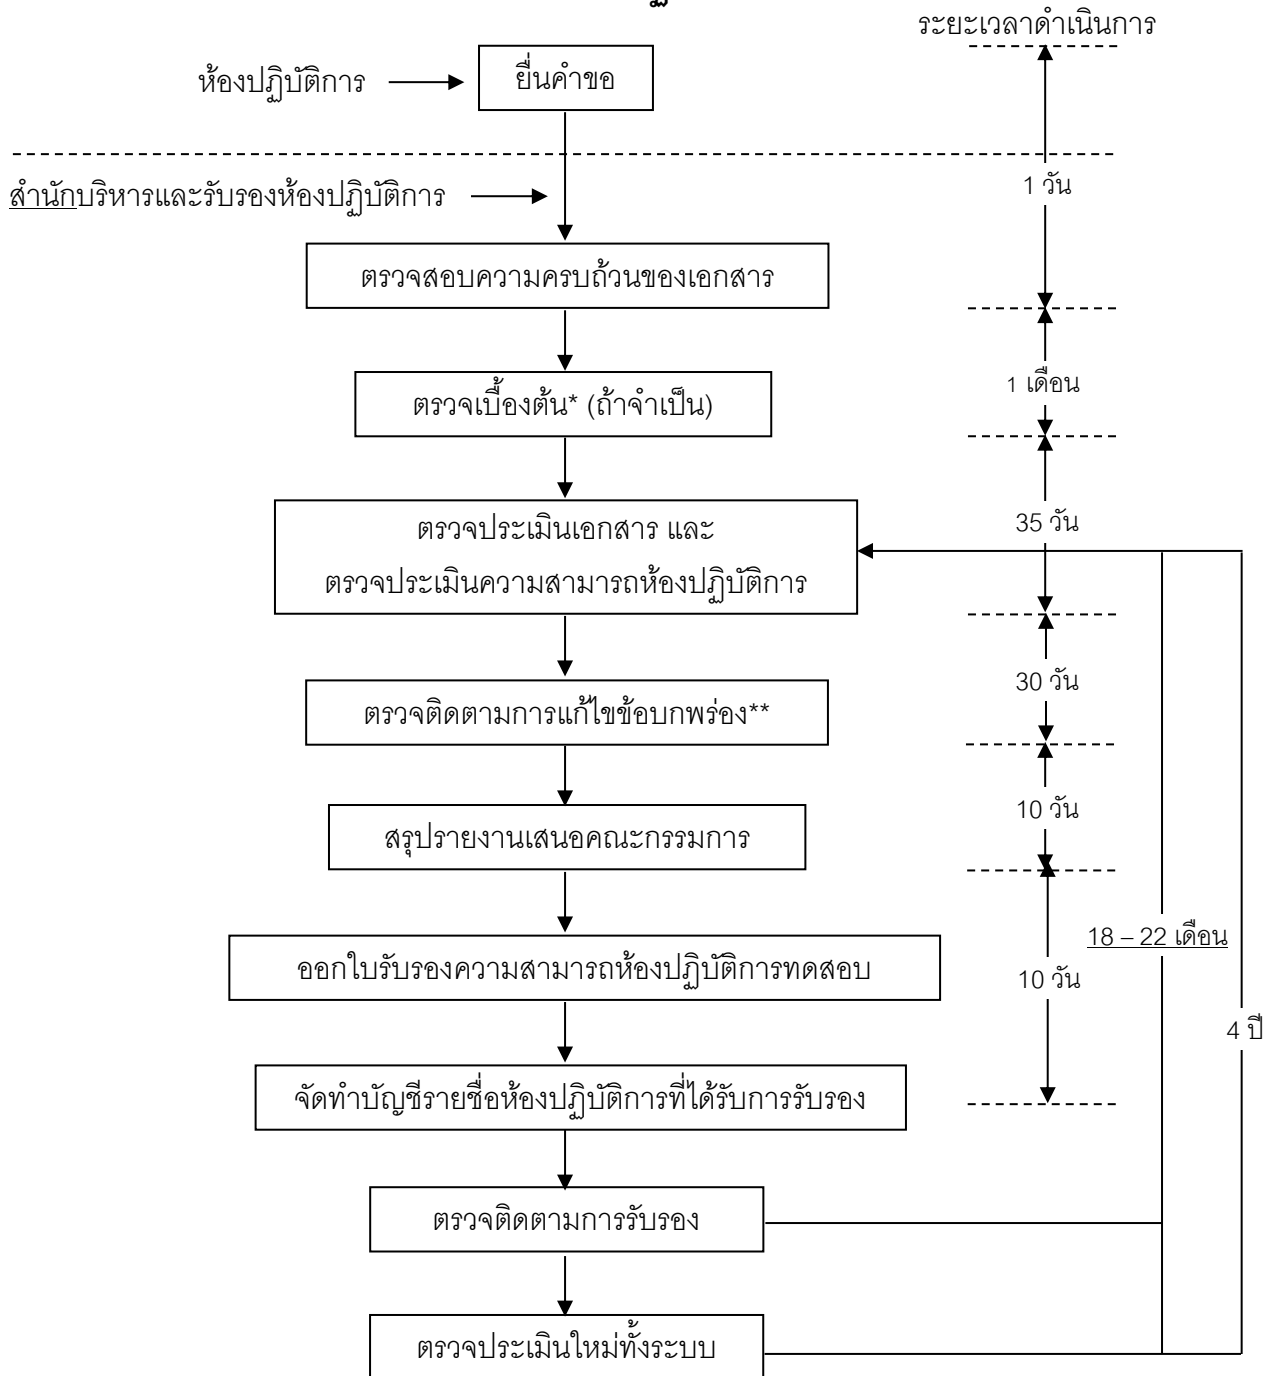 ระยะเวลาดำเนินการ
ห้องปฏิบัติการ
ยื่นคำขอ
1 วัน
สำนักบริหารและรับรองห้องปฏิบัติการ
ตรวจสอบความครบถ้วนของเอกสาร
1 เดือน
ตรวจเบื้องต้น* (ถ้าจำเป็น)
35 วัน
ตรวจประเมินเอกสาร และ
ตรวจประเมินความสามารถห้องปฏิบัติการ
30 วัน
ตรวจติดตามการแก้ไขข้อบกพร่อง**
10 วัน
สรุปรายงานเสนอคณะกรรมการ
18 – 22 เดือน
ออกใบรับรองความสามารถห้องปฏิบัติการทดสอบ
10 วัน
4 ปี
จัดทำบัญชีรายชื่อห้องปฏิบัติการที่ได้รับการรับรอง
ตรวจติดตามการรับรอง
ตรวจประเมินใหม่ทั้งระบบ